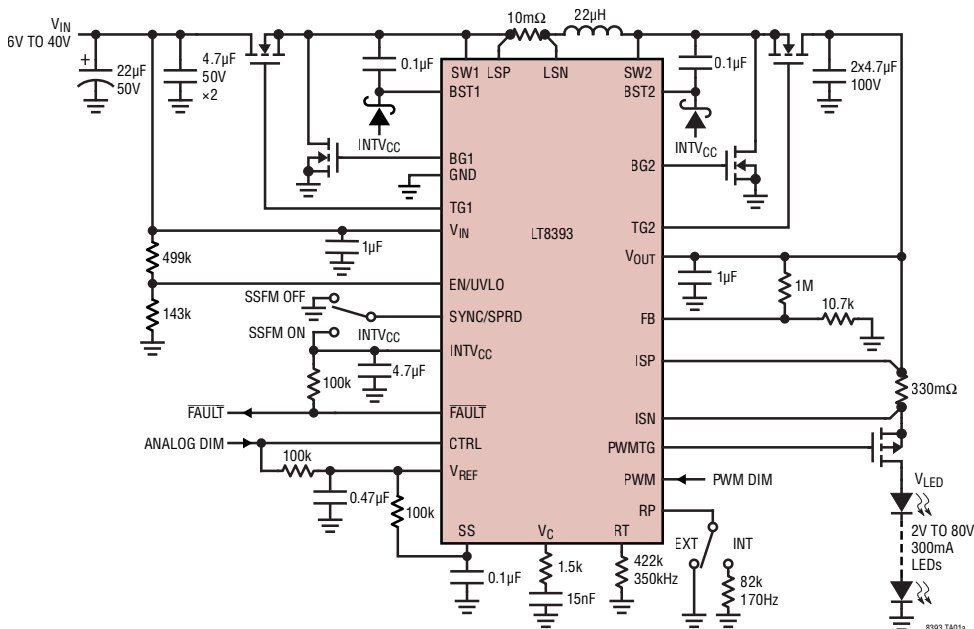 VIN
6V TO 40V
22µF
50V
4.7µF
50V
×2
10mΩ
22µH
0.1µF
0.1µF
2x4.7µF
100V
SW1
LSP
LSN
SW2
BST1
BST2
INTVCC
INTVCC
BG1
BG2
GND
TG1
TG2
VIN
LT8393
VOUT
1µF
1µF
499k
1M
10.7k
EN/UVLO
FB
143k
SSFM OFF
SYNC/SPRD
SSFM ON
INTVCC
INTVCC
ISP
4.7µF
100k
330mΩ
FAULT
FAULT
ISN
ANALOG DIM
CTRL
PWMTG
100k
VREF
PWM
PWM DIM
VLED
0.47µF
100k
RP
SS
VC
RT
EXT
INT
2V TO 80V
300mA
LEDs
0.1µF
1.5k
15nF
422k
350kHz
82k
170Hz
8393 TA01a